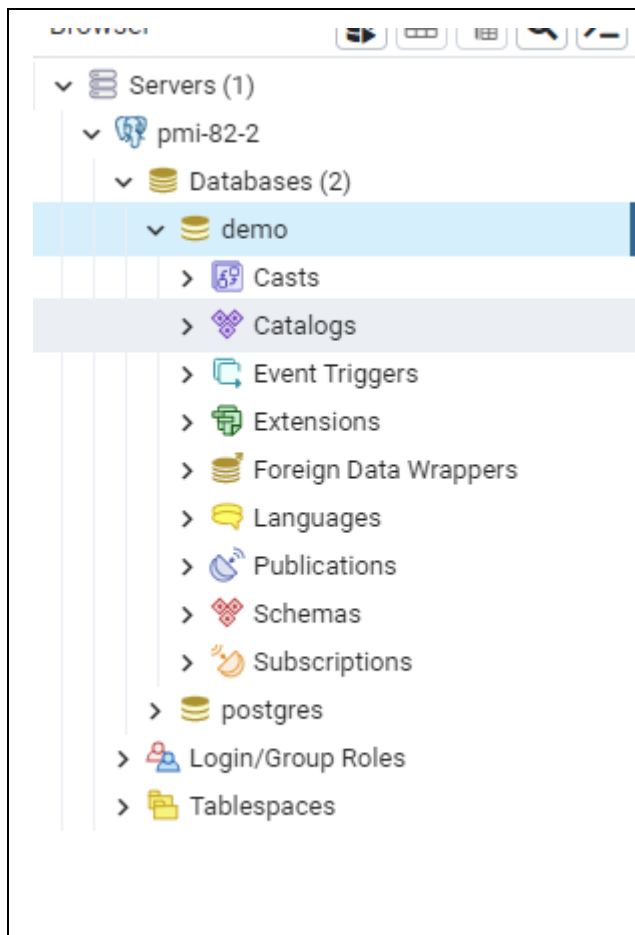 Browser
Servers (1)
pmi-82-2
Databases (2)
demo
Casts
Catalogs
Event Triggers
Extensions
Foreign Data Wrappers
Languages
Publications
Schemas
Subscriptions
postgres
Login/Group Roles
Tablespaces